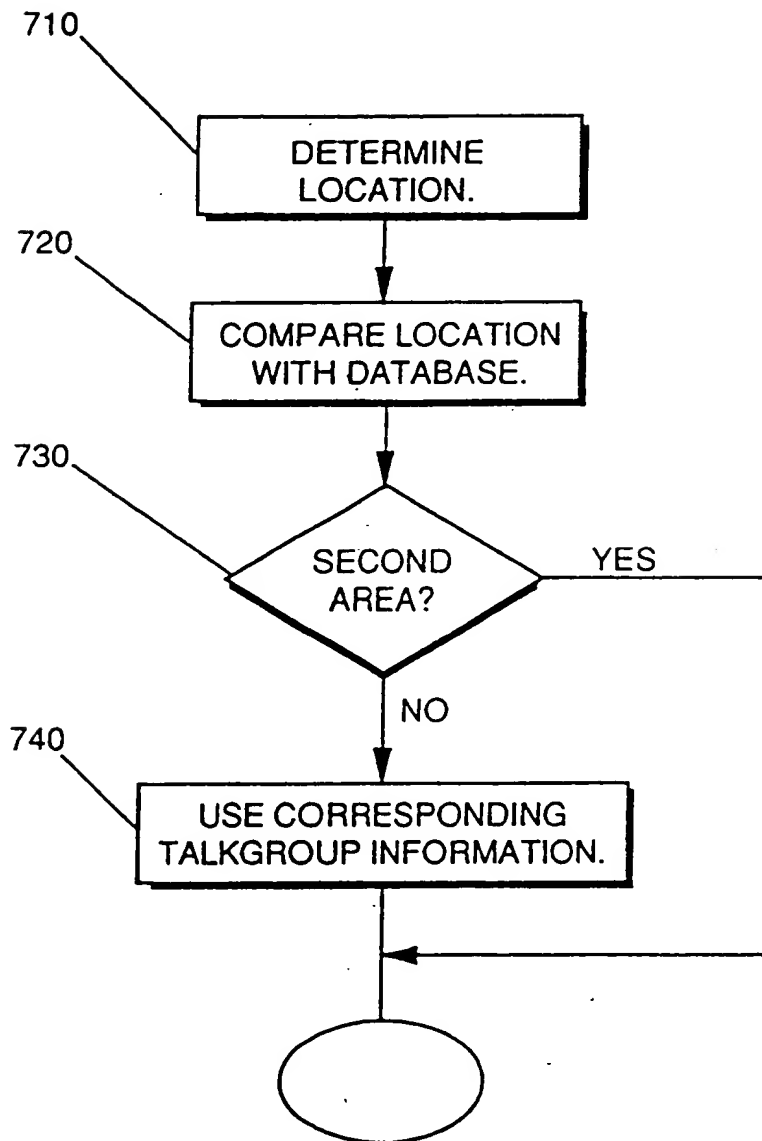 710
DETERMINE
LOCATION.
720
COMPARE LOCATION
WITH DATABASE.
730
SECOND
AREA?
YES
NO
740
USE CORRESPONDING
TALKGROUP INFORMATION.